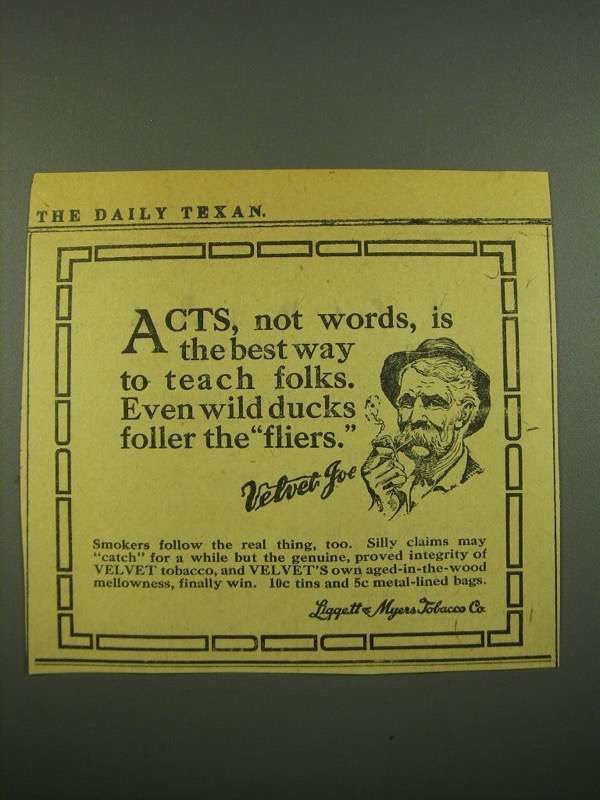 THE DAILY TEXAN.
ACTS, not words, is
the best way
to teach folks.
Even wild ducks
foller the "fliers."
Velvet Joe
Smokers follow the real thing, too. Silly claims may
"catch" for a while but the genuine, proved integrity of
VELVET tobacco, and VELVET'S own aged-in-the-wood
mellowness, finally win. 10c tins and 5c metal-lined bags.
Liggett & Myers Tobacco Co.